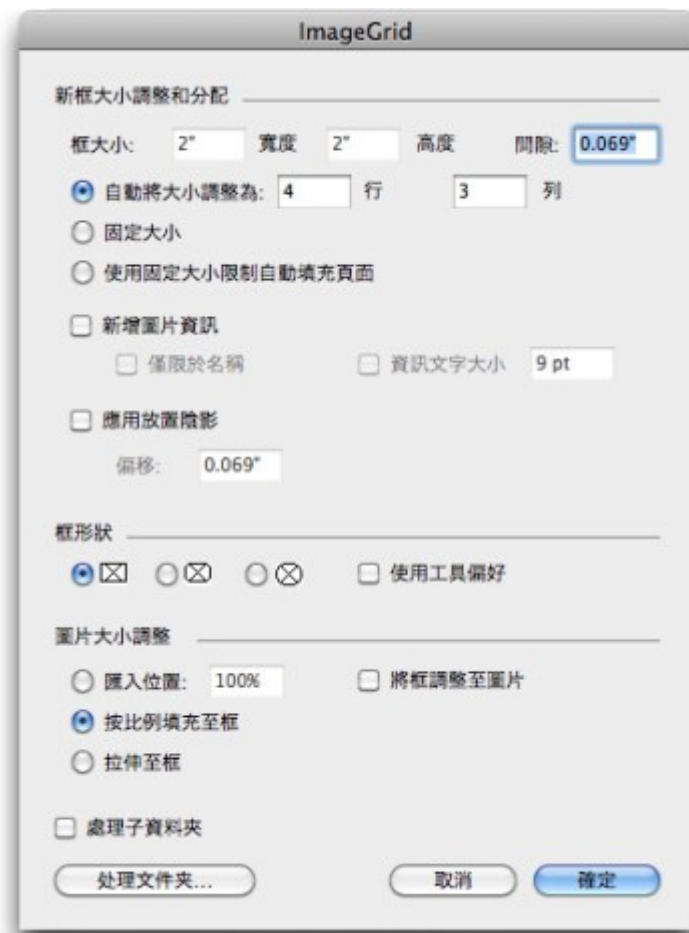 ImageGrid
新框大小調整和分配
框大小: 2" 寬度 2" 高度 間隙: 0.069"
自動將大小調整為: 4 行 3 列
固定大小
使用固定大小限制自動填充頁面
新增圖片資訊
僅限於名稱 資訊文字大小 9 pt
應用放置陰影
偏移: 0.069"
框形狀
使用工具偏好
圖片大小調整
匯入位置: 100% 將框調整至圖片
按比例填充至框
拉伸至框
處理子資料夾
处理文件夹... 取消 確定